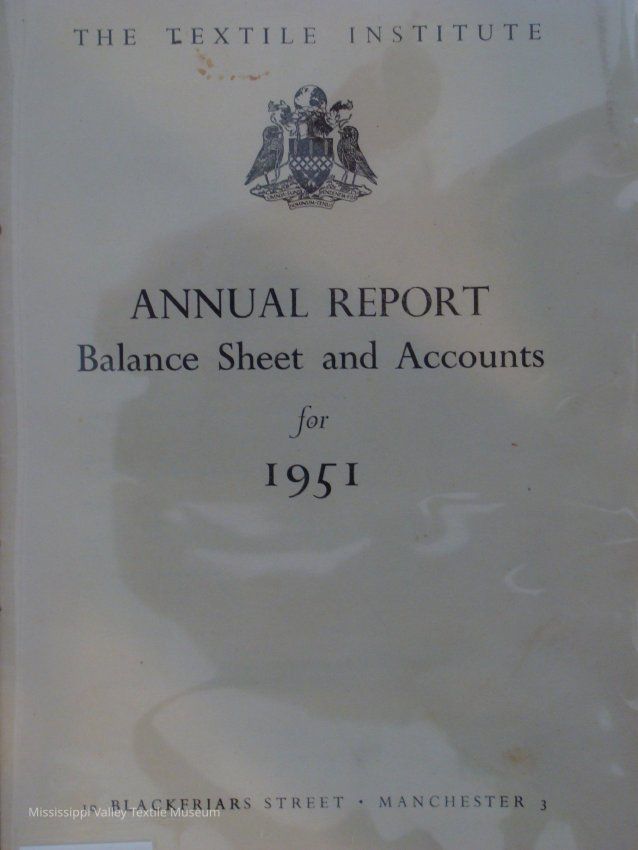 THE TEXTILE INSTITUTE
ANNUAL REPORT
Balance Sheet and Accounts
for
1951
10 BLACKFRIARS STREET · MANCHESTER 3
Mississippi Valley Textile Museum